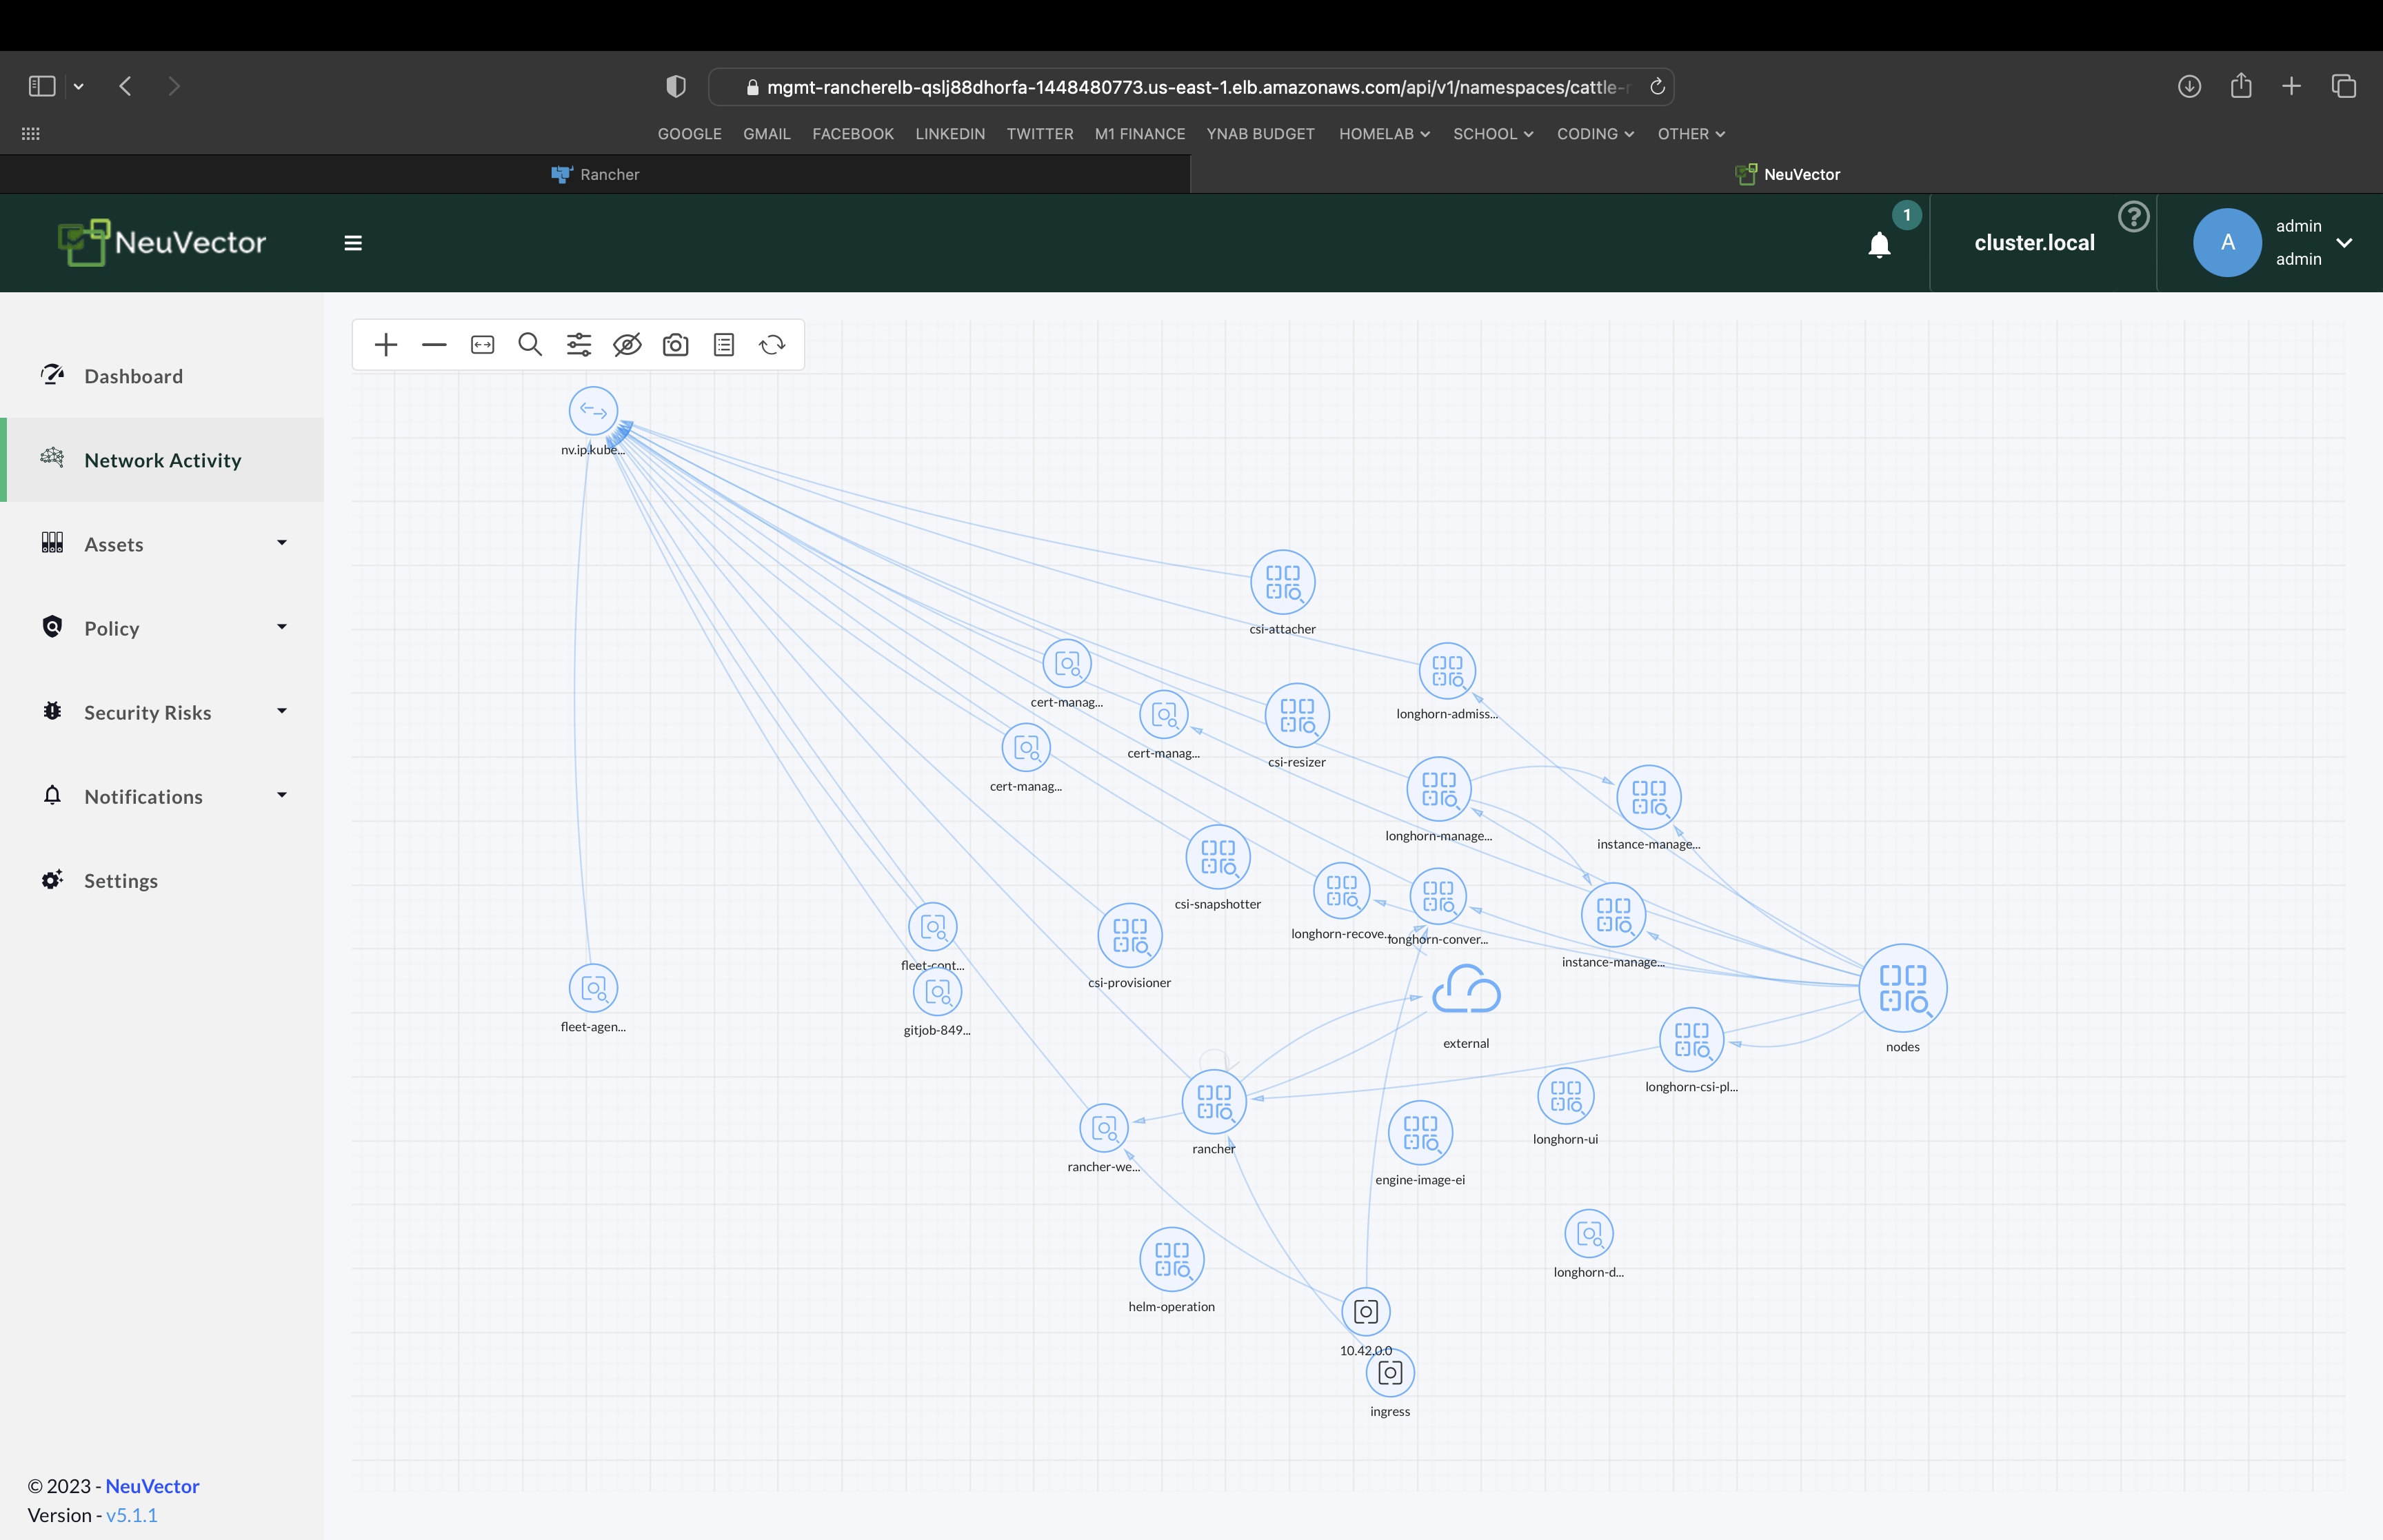 mgmt-rancherelb-qslj88dhorfa-1448480773.us-east-1.elb.amazonaws.com/api/v1/namespaces/cattle-
GOOGLE GMAIL FACEBOOK LINKEDIN TWITTER M1 FINANCE YNAB BUDGET HOMELAB SCHOOL CODING OTHER
Rancher
NeuVector
NeuVector
1
cluster.local
?
A
admin
admin
Dashboard
Network Activity
Assets
Policy
Security Risks
Notifications
Settings
nv.ip.kube...
csi-attacher
cert-manag...
longhorn-admiss...
cert-manag...
csi-resizer
cert-manag...
longhorn-manage...
instance-manage...
csi-snapshotter
longhorn-recove...
longhorn-conver...
fleet-cont...
instance-manage...
csi-provisioner
fleet-agen...
gitjob-849...
external
nodes
longhorn-csi-pl...
longhorn-ui
rancher
rancher-we...
engine-image-ei
longhorn-d...
helm-operation
10.42.0.0
ingress
© 2023 - NeuVector
Version - v5.1.1